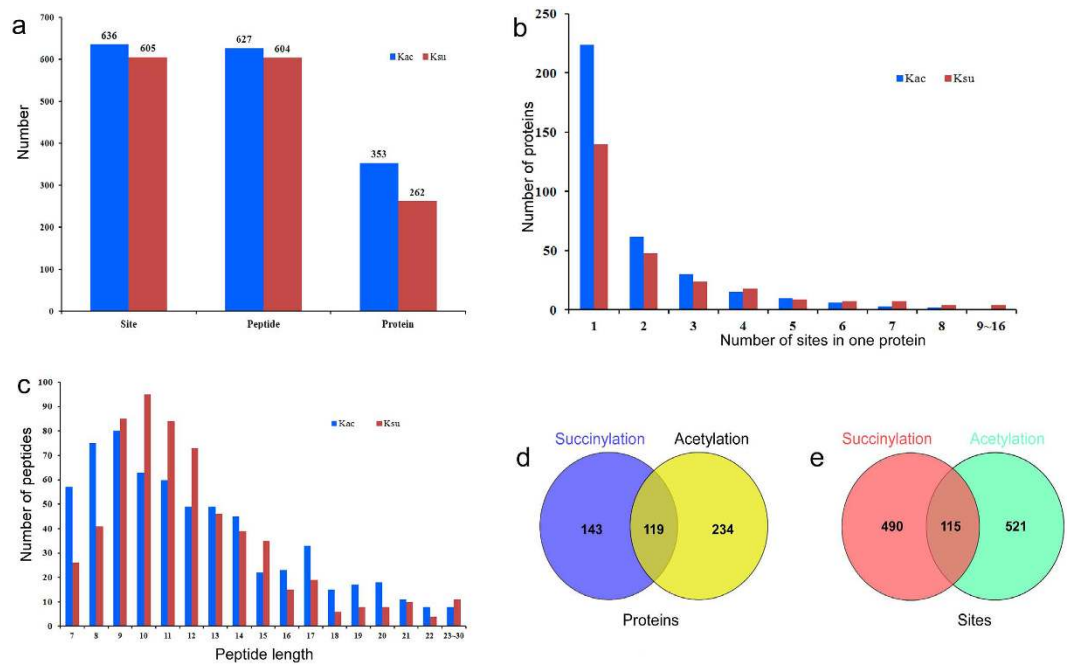 a
700
600
500
400
300
200
100
0
Number
636
605
627
604
353
262
Kac Ksu
Site Peptide Protein
b
250
200
150
100
50
0
Number of proteins
Kac Ksu
1 2 3 4 5 6 7 8 9~16
Number of sites in one protein
c
100
90
80
70
60
50
40
30
20
10
0
Number of peptides
Kac Ksu
7 8 9 10 11 12 13 14 15 16 17 18 19 20 21 22 23~30
Peptide length
d
Succinylation Acetylation
143 119 234
Proteins
e
Succinylation Acetylation
490 115 521
Sites